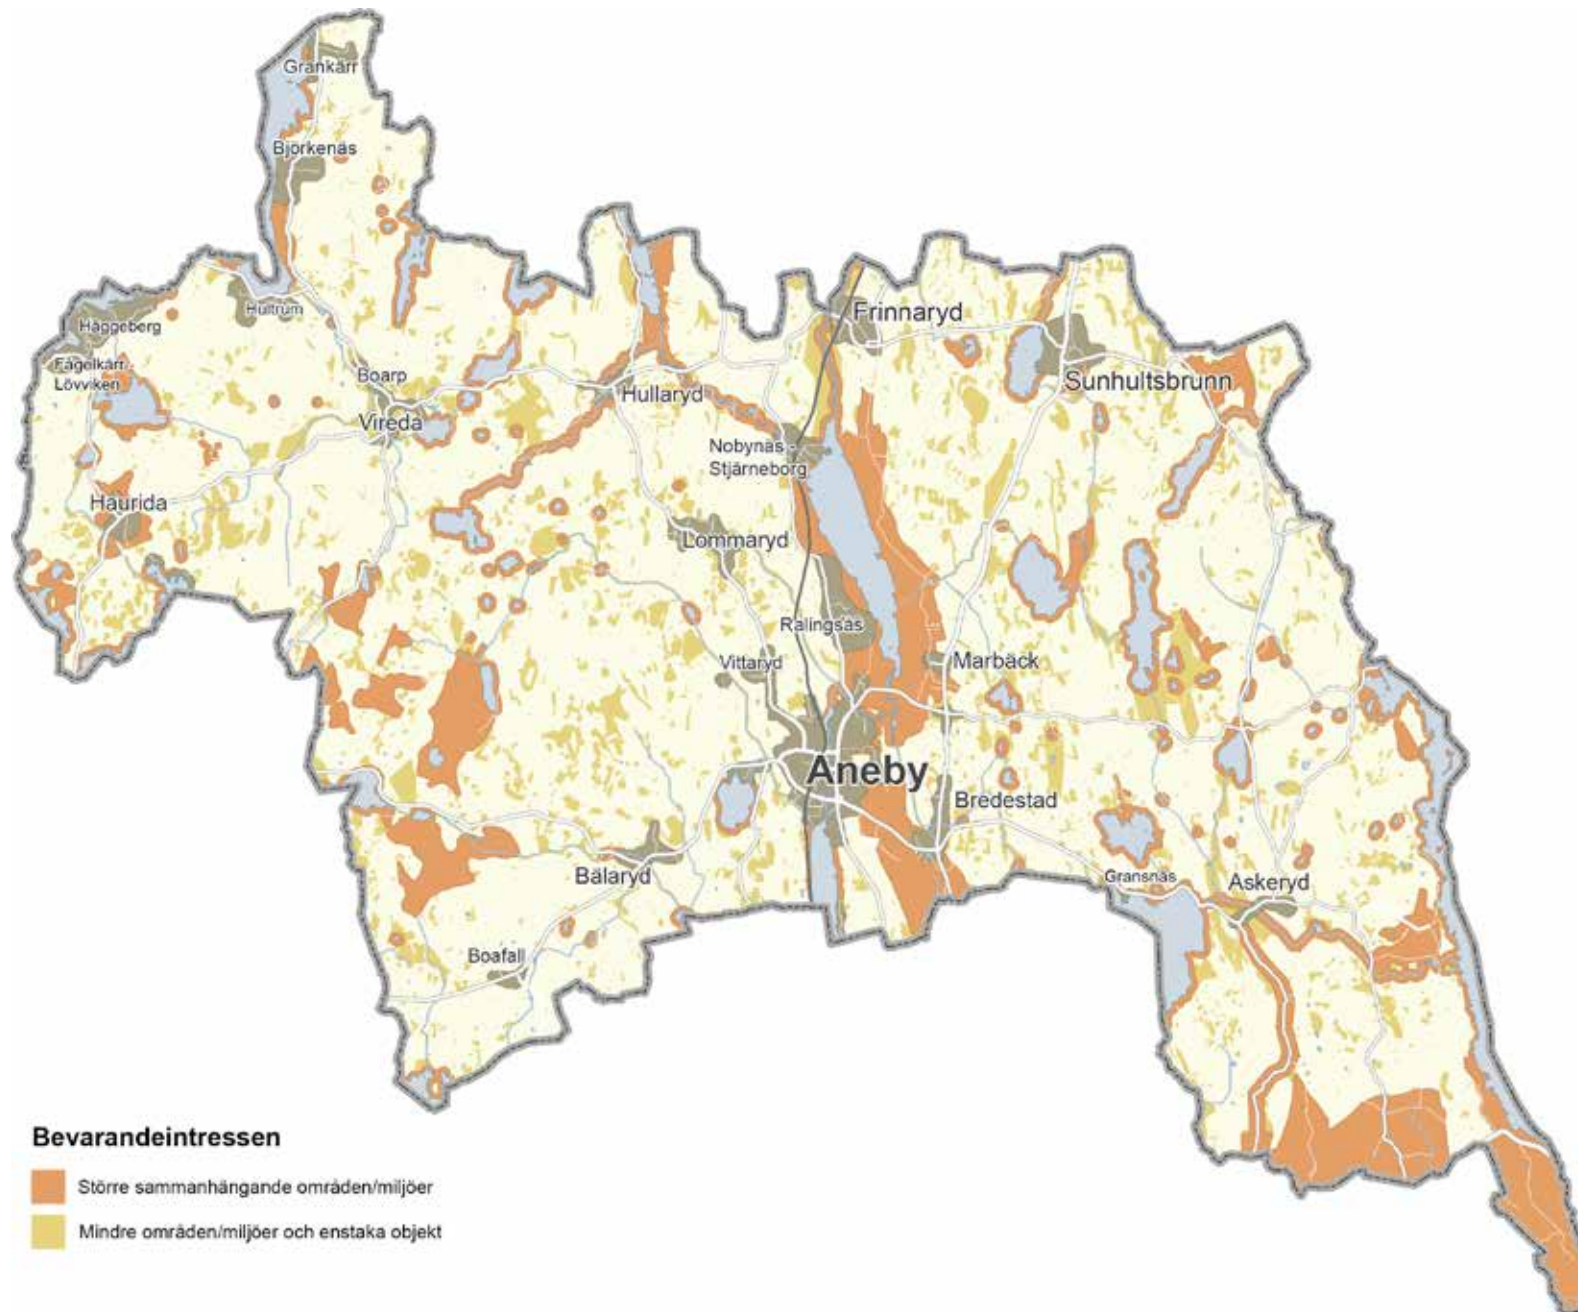 Grankärr
Björkenäs
Hultrum
Häggeberg
Fågelkärr -
Lövviken
Boarp
Vireda
Haurida
Hullaryd
Frinnaryd
Sunhultsbrunn
Nobynäs -
Stjärneborg
Lommaryd
Ralingsås
Vittaryd
Marbäck
Aneby
Bredestad
Bälaryd
Gransnäs
Askeryd
Boafall
Bevarandeintressen
Större sammanhängande områden/miljöer
Mindre områden/miljöer och enstaka objekt